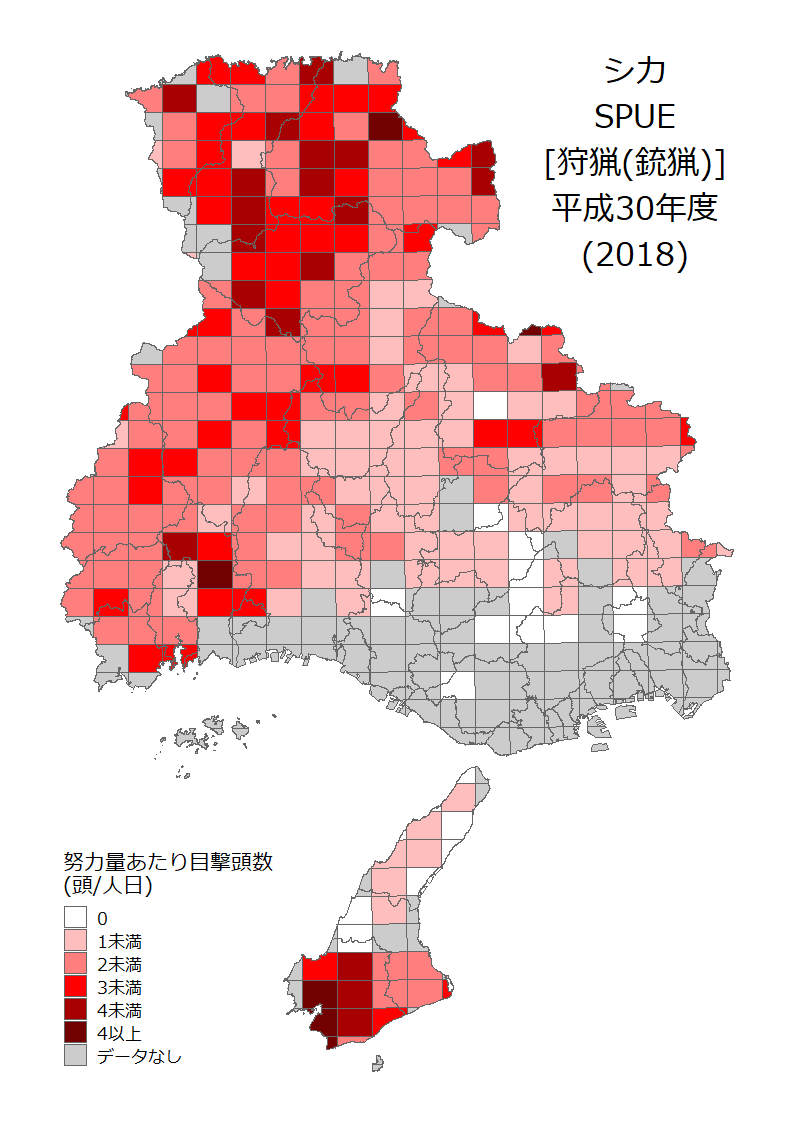 シカ
SPUE
[狩猟(銃猟)]
平成30年度
(2018)
努力量あたり目撃頭数
(頭/人日)
0
1未満
2未満
3未満
4未満
4以上
データなし